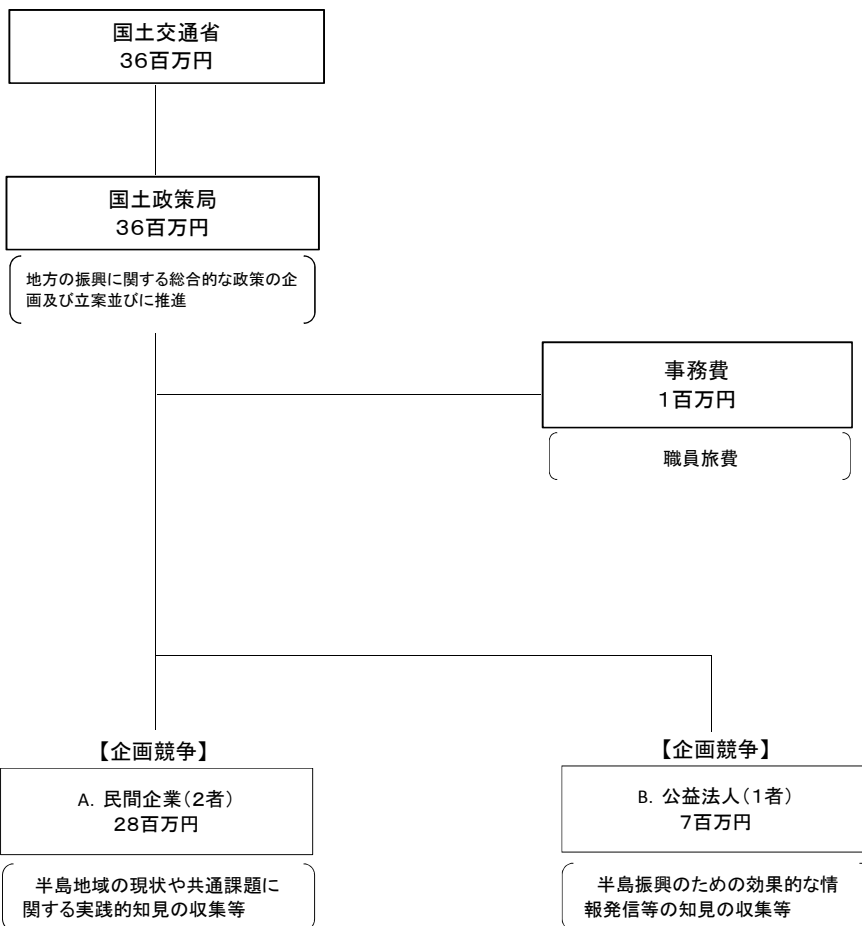 国土交通省
36百万円
国土政策局
36百万円
地方の振興に関する総合的な政策の企
画及び立案並びに推進
事務費
1百万円
職員旅費
【企画競争】
A. 民間企業(2者)
28百万円
半島地域の現状や共通課題に
関する実践的知見の収集等
【企画競争】
B. 公益法人(1者)
7百万円
半島振興のための効果的な情
報発信等の知見の収集等